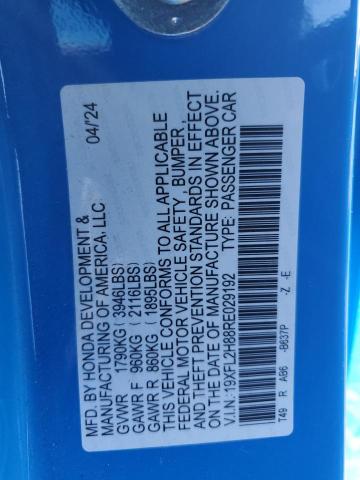 MFD. BY HONDA DEVELOPMENT &
MANUFACTURING OF AMERICA, LLC 04/'24
GVWR 1790KG (3946LBS)
GAWR F 960KG (2116LBS)
GAWR R 860KG (1895LBS)
THIS VEHICLE CONFORMS TO ALL APPLICABLE
FEDERAL MOTOR VEHICLE SAFETY, BUMPER,
AND THEFT PREVENTION STANDARDS IN EFFECT
ON THE DATE OF MANUFACTURE SHOWN ABOVE.
V.I.N.:19XFL2H88RE029192 TYPE:PASSENGER CAR
T49 R AB6 -B637P -Z -E